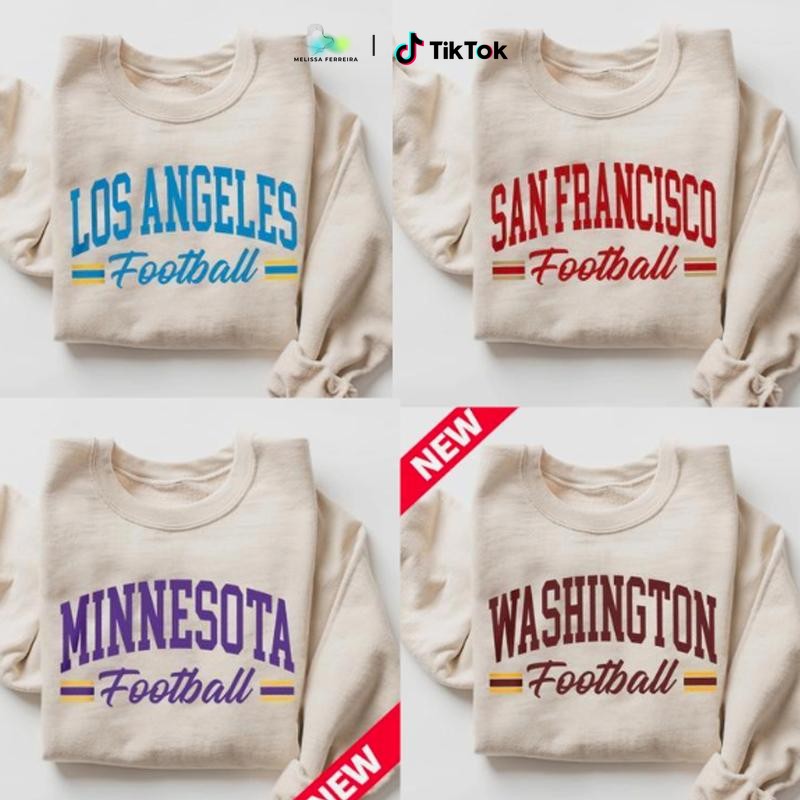 MELISSA FERREIRA
TikTok
LOS ANGELES
Football
SAN FRANCISCO
Football
MINNESOTA
Football
NEW
NEW
WASHINGTON
Football